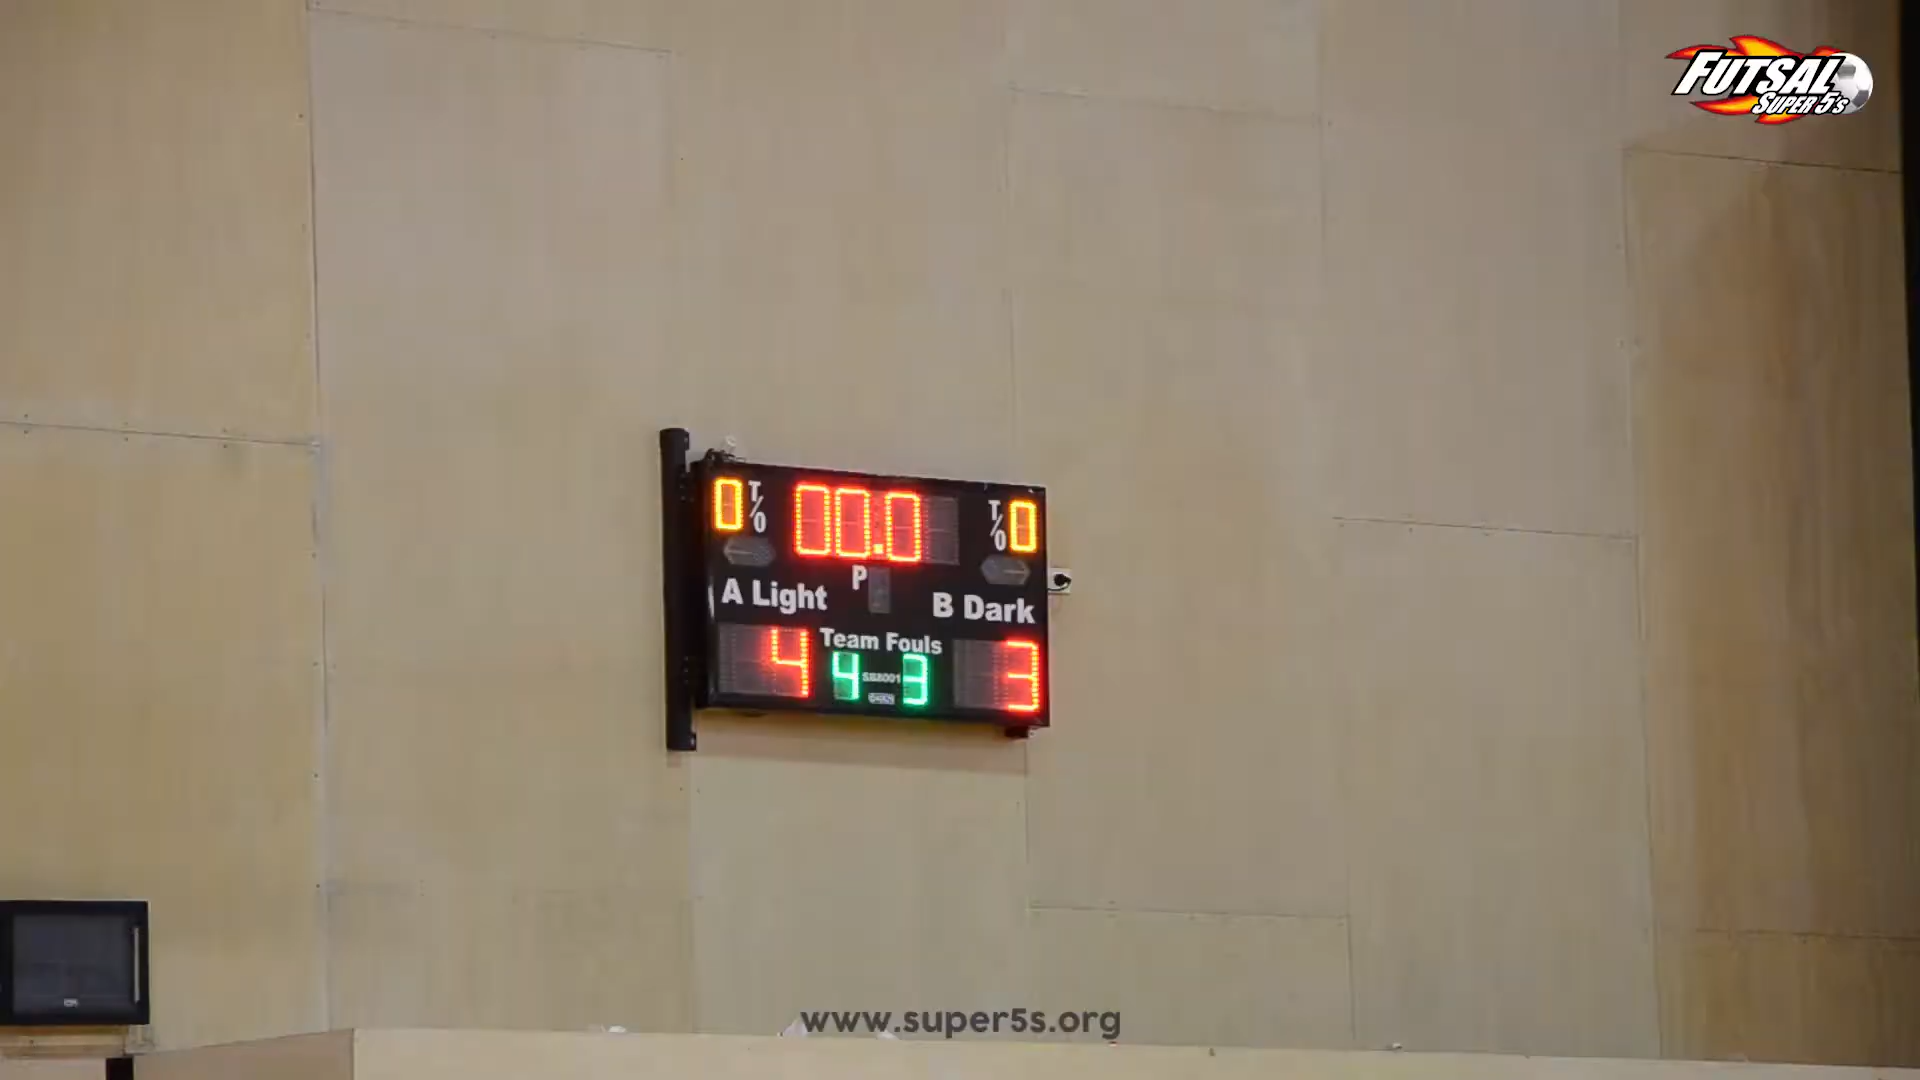 FUTSAL
SUPER 5's
0 T/O 00.0 T/O 0
P
A Light B Dark
Team Fouls
4 4 3 3
www.super5s.org